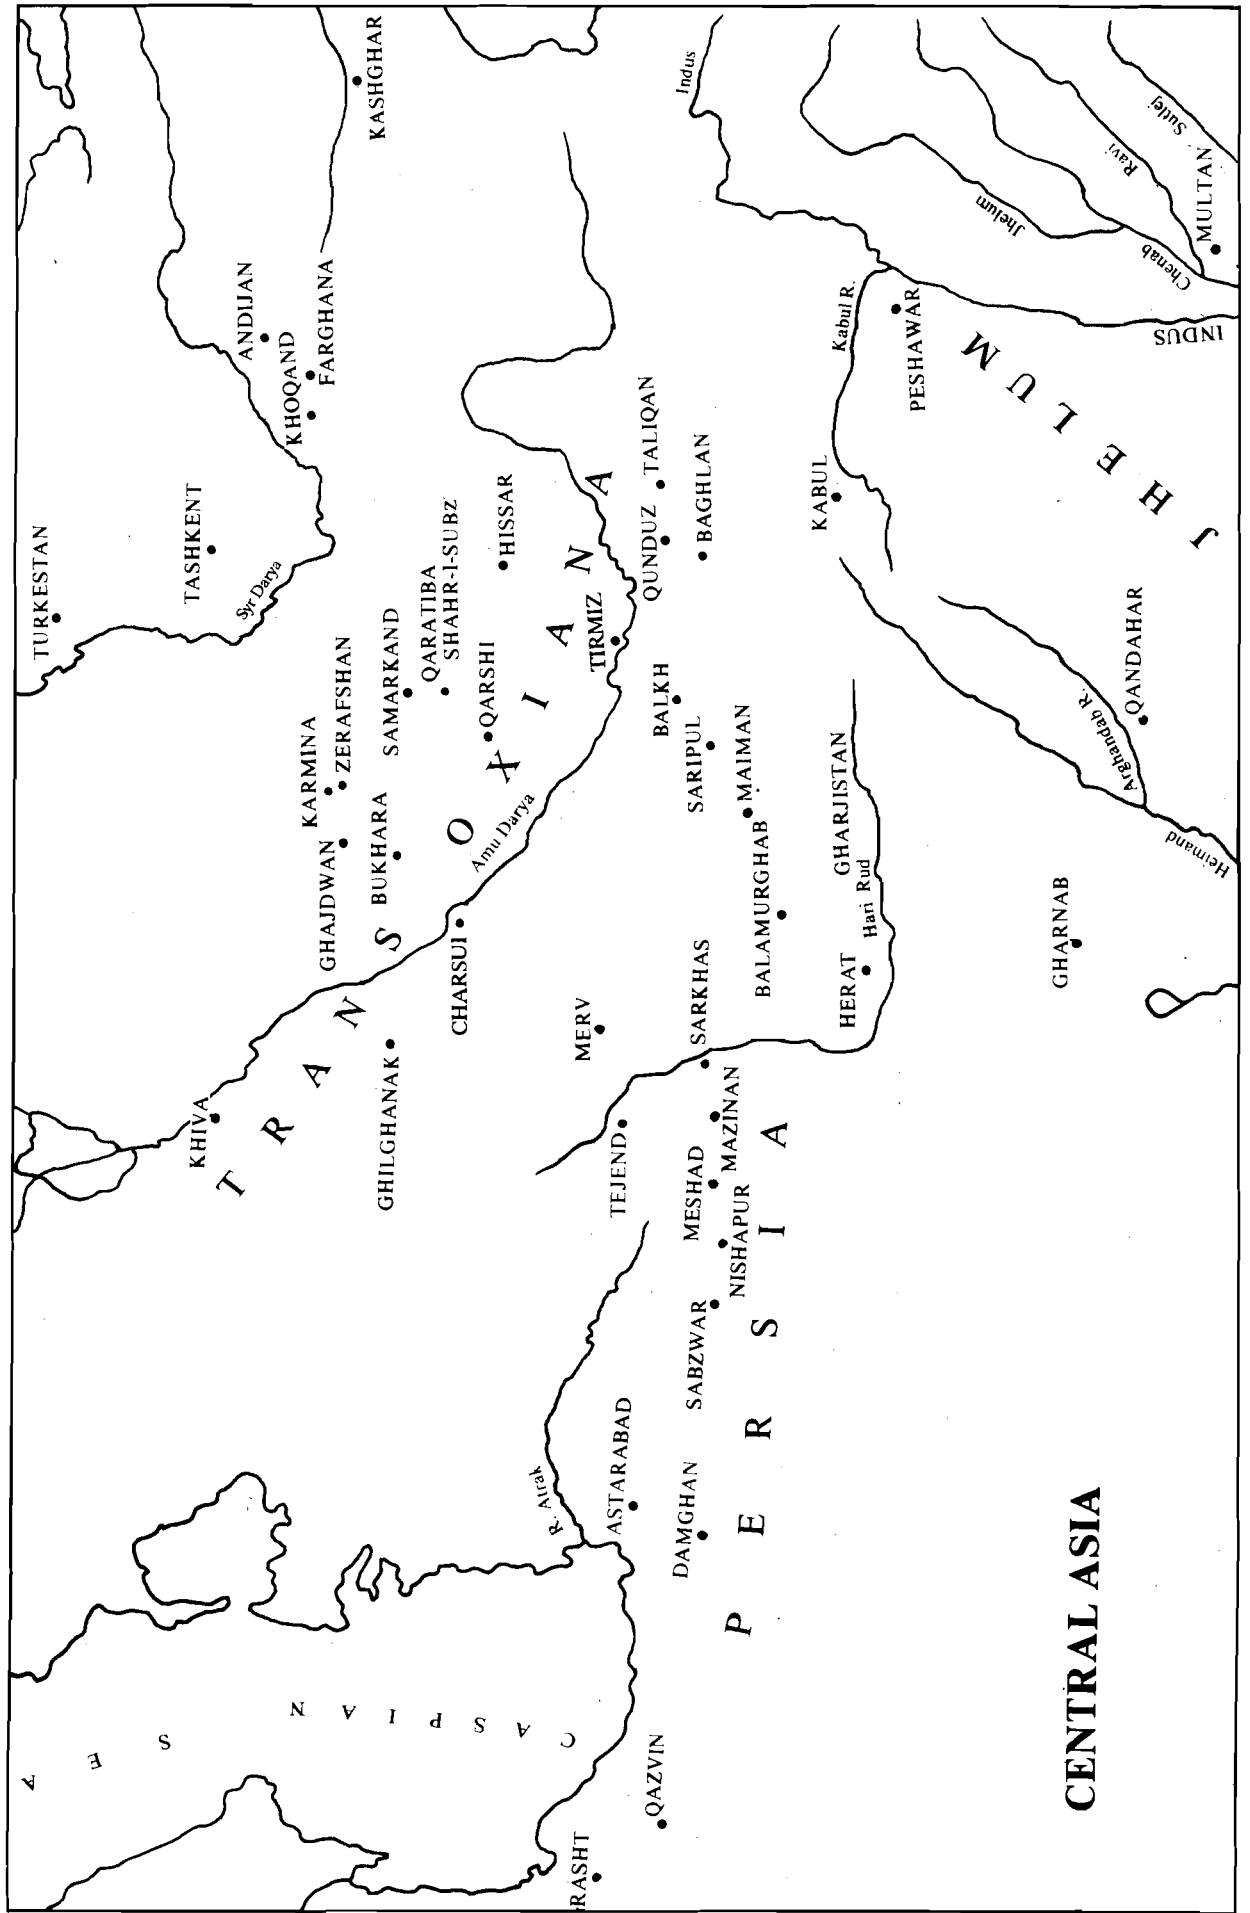 TURKESTAN
TASHKENT
Syr Darya
ANDIJAN
KHOQAND
FARGHANA
KASHGHAR
KHIVA
GHILGHANAK
GHAJDWAN
KARMINA
ZERAFSHAN
BUKHARA
SAMARKAND
QARATIBA
SHAHR-I-SUBZ
QARSHI
HISSAR
TRANSOXIANA
CHARSUI
Amu Darya
TIRMIZ
CASPIAN SEA
R. Atrak
RASHT
QAZVIN
ASTARABAD
DAMGHAN
TEJEND
MERV
SARKHAS
MESHAD
MAZINAN
NISHAPUR
SABZWAR
PERSIA
BALKH
SARIPUL
MAIMAN
BALAMURGHAB
QUNDUZ
TALIQAN
BAGHLAN
HERAT
Hari Rud
GHARJISTAN
KABUL
Kabul R.
PESHAWAR
Indus
Jhelum
Chenab
Ravi
Sutlej
MULTAN
INDUS
JHELUM
GHARNAB
QANDAHAR
Arghandab R.
Heimand
CENTRAL ASIA